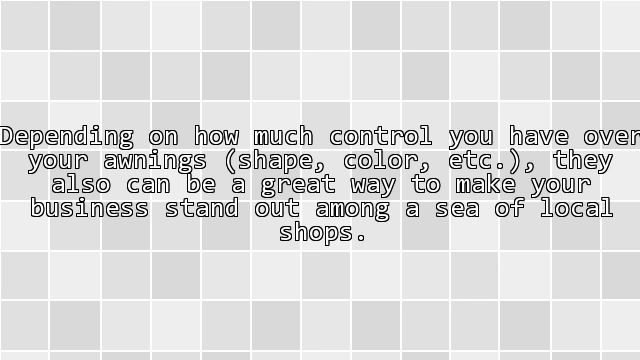 Depending on how much control you have over
your awnings (shape, color, etc.), they
also can be a great way to make your
business stand out among a sea of local
shops.